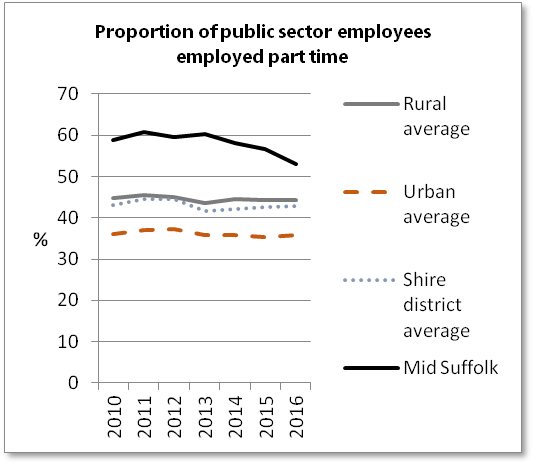 Proportion of public sector employees
employed part time
70
60
50
40
30
20
10
0
%
2010
2011
2012
2013
2014
2015
2016
Rural
average
Urban
average
Shire
district
average
Mid Suffolk